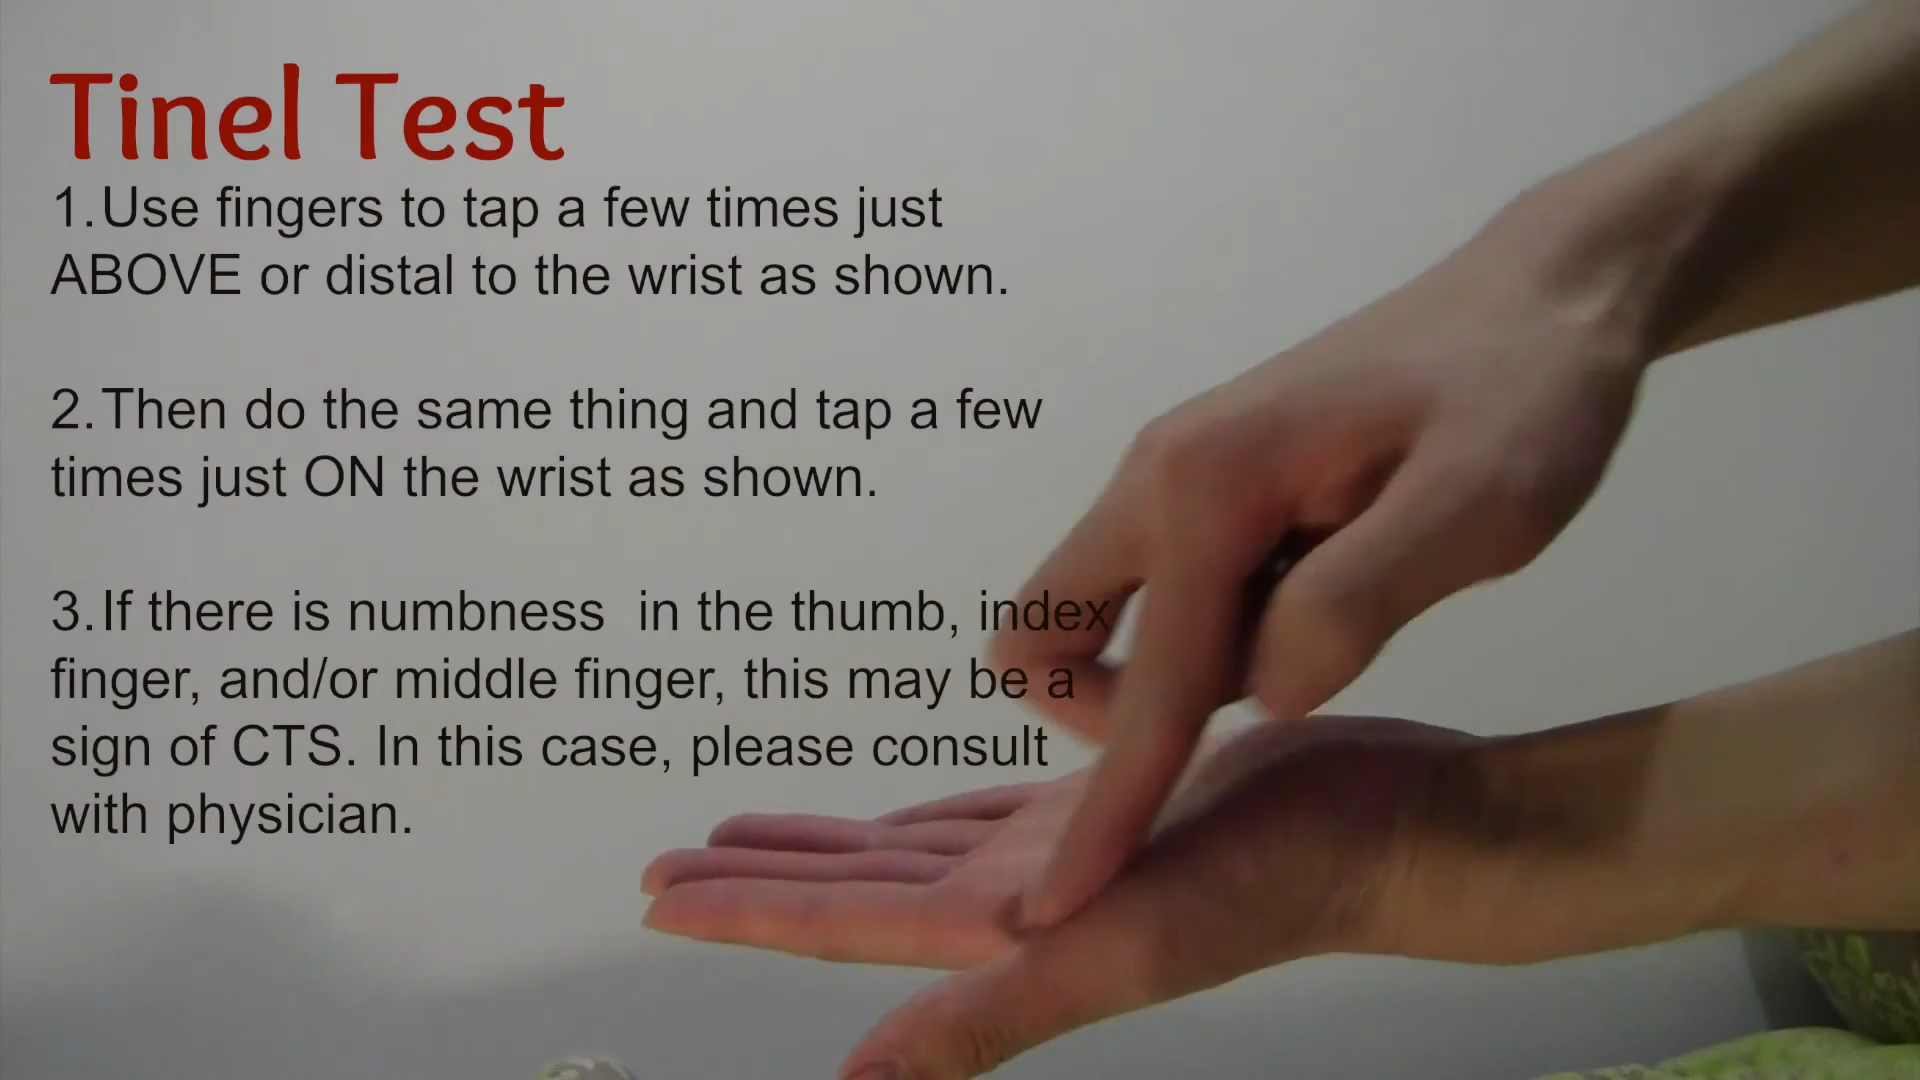 Tinel Test
1.Use fingers to tap a few times just
ABOVE or distal to the wrist as shown.
2.Then do the same thing and tap a few
times just ON the wrist as shown.
3.If there is numbness  in the thumb, index
finger, and/or middle finger, this may be a
sign of CTS. In this case, please consult
with physician.